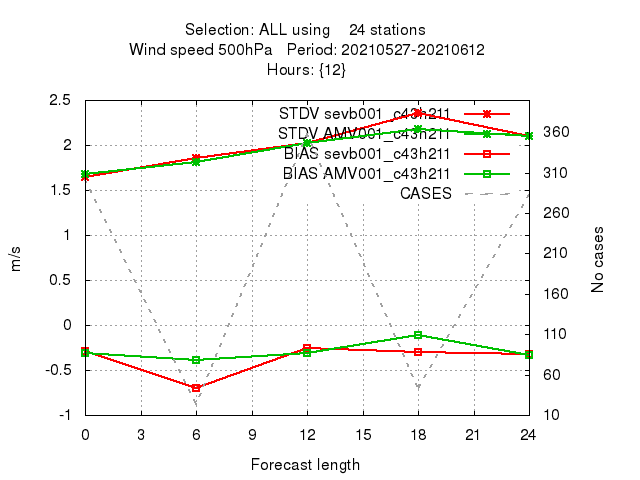 Selection: ALL using 24 stations
Wind speed 500hPa Period: 20210527-20210612
Hours: {12}
STDV sevb001_c43h211
STDV AMV001_c43h211
BIAS sevb001_c43h211
BIAS AMV001_c43h211
CASES
2.5
2
1.5
1
0.5
0
-0.5
-1
m/s
360
310
260
210
160
110
60
10
No cases
0 3 6 9 12 15 18 21 24
Forecast length